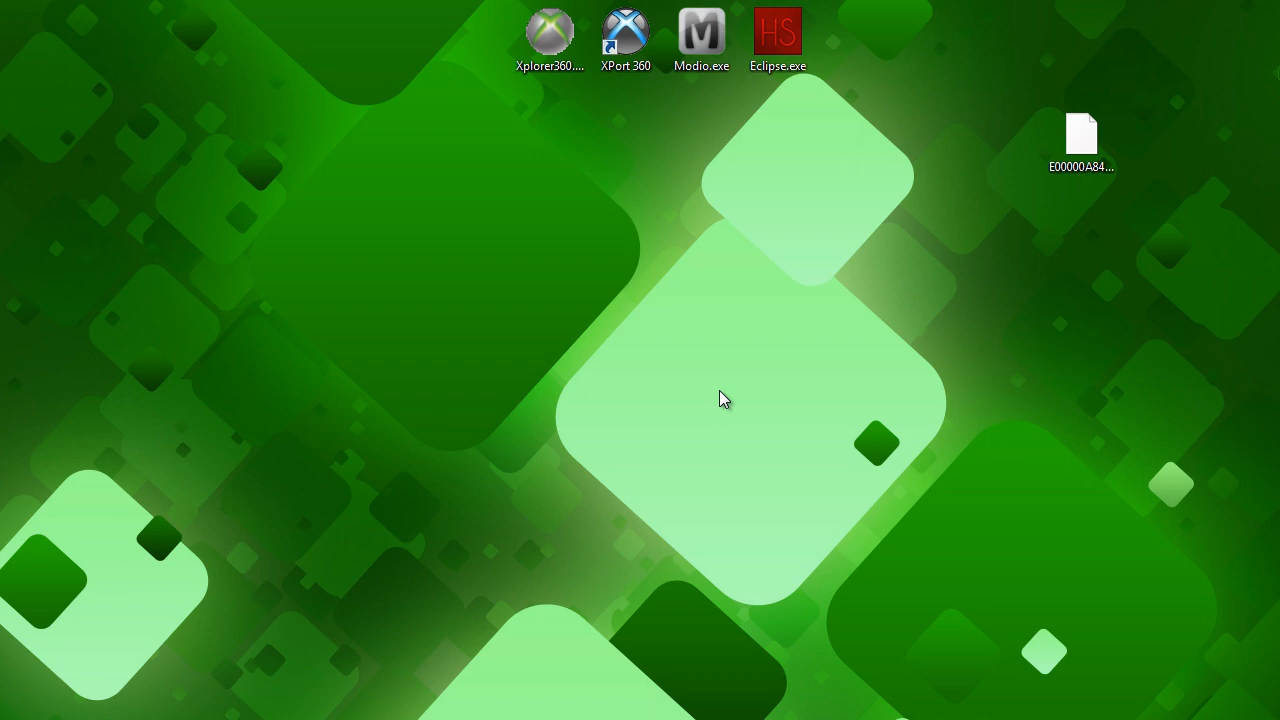 Xplorer360....
XPort 360
Modio.exe
Eclipse.exe
HS
E00000A84...